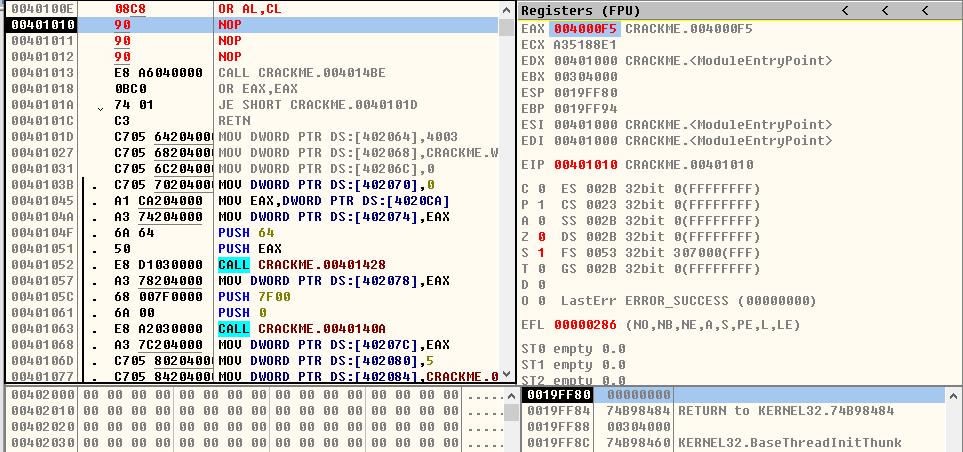 0040100E 08C8 OR AL,CL
00401010 90 NOP
00401011 90 NOP
00401012 90 NOP
00401013 E8 A6040000 CALL CRACKME.004014BE
00401018 0BC0 OR EAX,EAX
0040101A 74 01 JE SHORT CRACKME.0040101D
0040101C C3 RETN
0040101D C705 64204000 MOV DWORD PTR DS:[402064],4003
00401027 C705 68204000 MOV DWORD PTR DS:[402068],CRACKME.W
00401031 C705 6C204000 MOV DWORD PTR DS:[40206C],0
0040103B . C705 70204000 MOV DWORD PTR DS:[402070],0
00401045 . A1 CA204000 MOV EAX,DWORD PTR DS:[4020CA]
0040104A . A3 74204000 MOV DWORD PTR DS:[402074],EAX
0040104F . 6A 64 PUSH 64
00401051 . 50 PUSH EAX
00401052 . E8 D1030000 CALL CRACKME.00401428
00401057 . A3 78204000 MOV DWORD PTR DS:[402078],EAX
0040105C . 68 007F0000 PUSH 7F00
00401061 . 6A 00 PUSH 0
00401063 . E8 A2030000 CALL CRACKME.0040140A
00401068 . A3 7C204000 MOV DWORD PTR DS:[40207C],EAX
0040106D . C705 80204000 MOV DWORD PTR DS:[402080],5
00401077 . C705 84204000 MOV DWORD PTR DS:[402084],CRACKME.0
Registers (FPU) < < <
EAX 004000F5 CRACKME.004000F5
ECX A35188E1
EDX 00401000 CRACKME.<ModuleEntryPoint>
EBX 00304000
ESP 0019FF80
EBP 0019FF94
ESI 00401000 CRACKME.<ModuleEntryPoint>
EDI 00401000 CRACKME.<ModuleEntryPoint>
EIP 00401010 CRACKME.00401010
C 0 ES 002B 32bit 0(FFFFFFFF)
P 1 CS 0023 32bit 0(FFFFFFFF)
A 0 SS 002B 32bit 0(FFFFFFFF)
Z 0 DS 002B 32bit 0(FFFFFFFF)
S 1 FS 0053 32bit 307000(FFF)
T 0 GS 002B 32bit 0(FFFFFFFF)
D 0
O 0 LastErr ERROR_SUCCESS (00000000)
EFL 00000286 (NO,NB,NE,A,S,PE,L,LE)
ST0 empty 0.0
ST1 empty 0.0
ST2 empty 0.0
00402000 00 00 00 00 00 00 00 00 00 00 00 00 00 00 00 00 .....
00402010 00 00 00 00 00 00 00 00 00 00 00 00 00 00 00 00 .....
00402020 00 00 00 00 00 00 00 00 00 00 00 00 00 00 00 00 .....
00402030 00 00 00 00 00 00 00 00 00 00 00 00 00 00 00 00 .....
0019FF80 00000000
0019FF84 74B98484 RETURN to KERNEL32.74B98484
0019FF88 00304000
0019FF8C 74B98460 KERNEL32.BaseThreadInitThunk